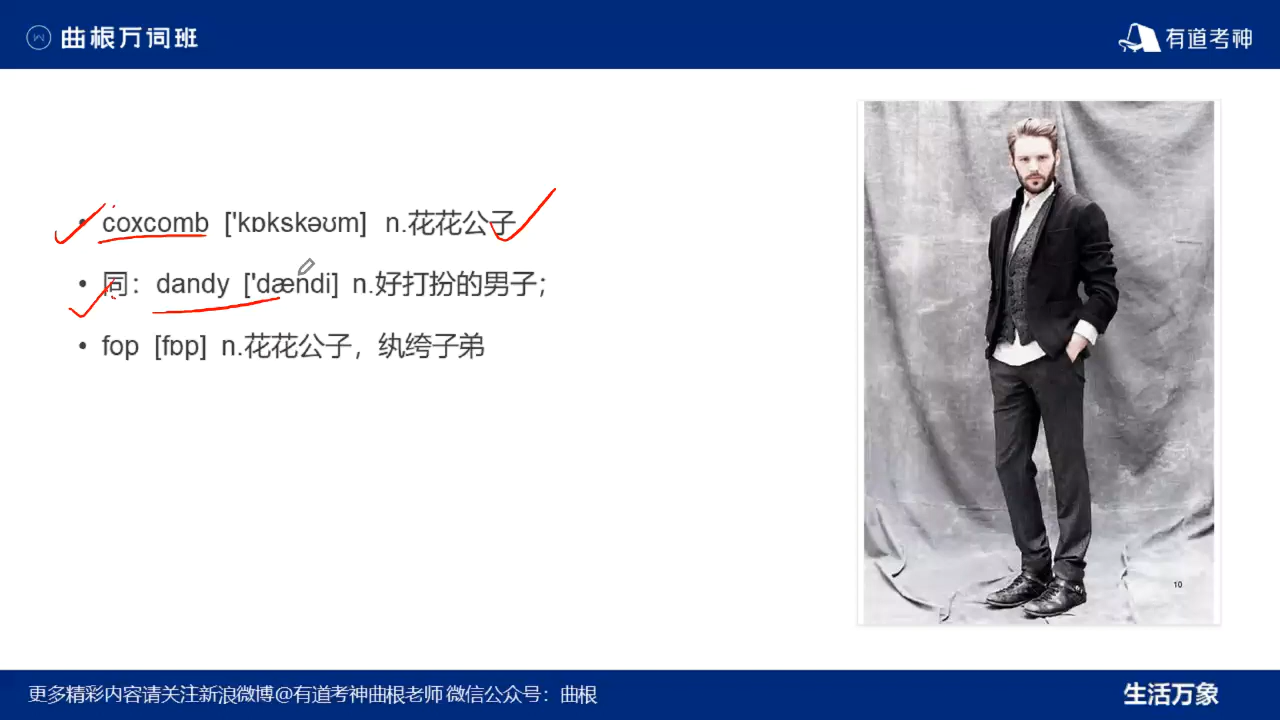 曲根万词班
有道考神
• coxcomb ['kɒkskəʊm] n.花花公子
• 同：dandy ['dændi] n.好打扮的男子；
• fop [fɒp] n.花花公子，纨绔子弟
10
更多精彩内容请关注新浪微博@有道考神曲根老师 微信公众号：曲根
生活万象